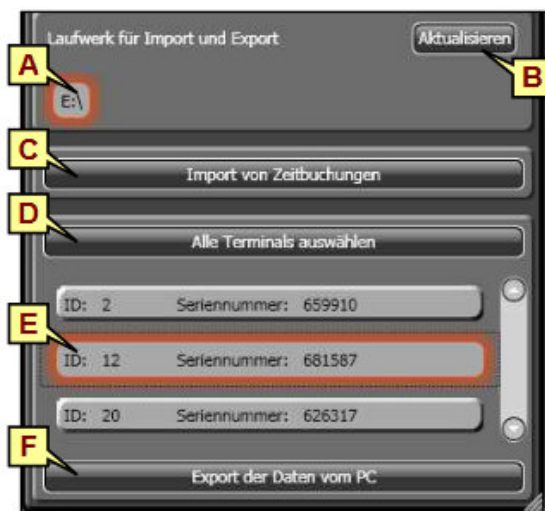 Laufwerk für Import und Export Aktualisieren
A
B
E:\
C
Import von Zeitbuchungen
D
Alle Terminals auswählen
ID: 2 Seriennummer: 659910
E
ID: 12 Seriennummer: 681587
ID: 20 Seriennummer: 626317
F
Export der Daten vom PC